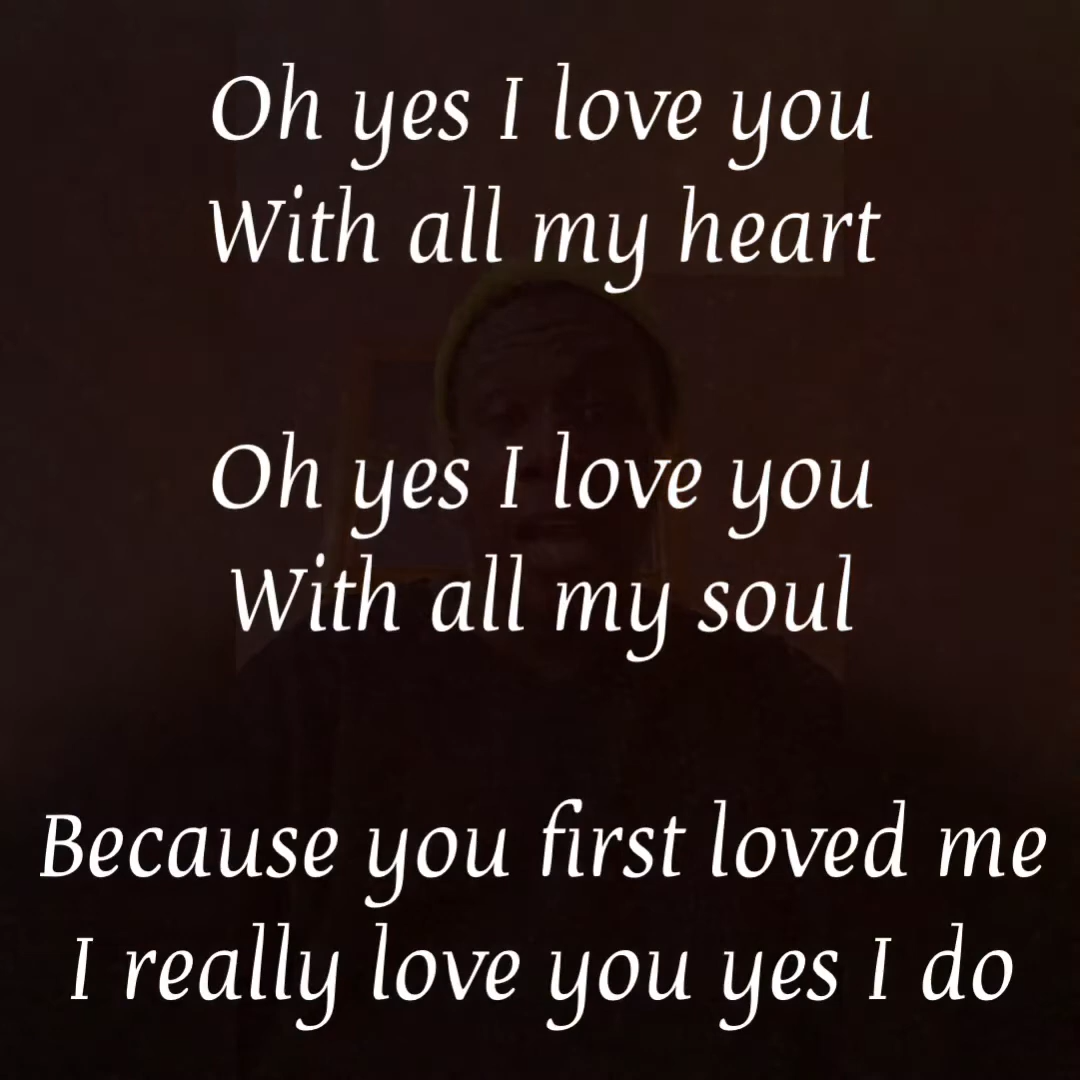 Oh yes I love you
With all my heart
Oh yes I love you
With all my soul
Because you first loved me
I really love you yes I do